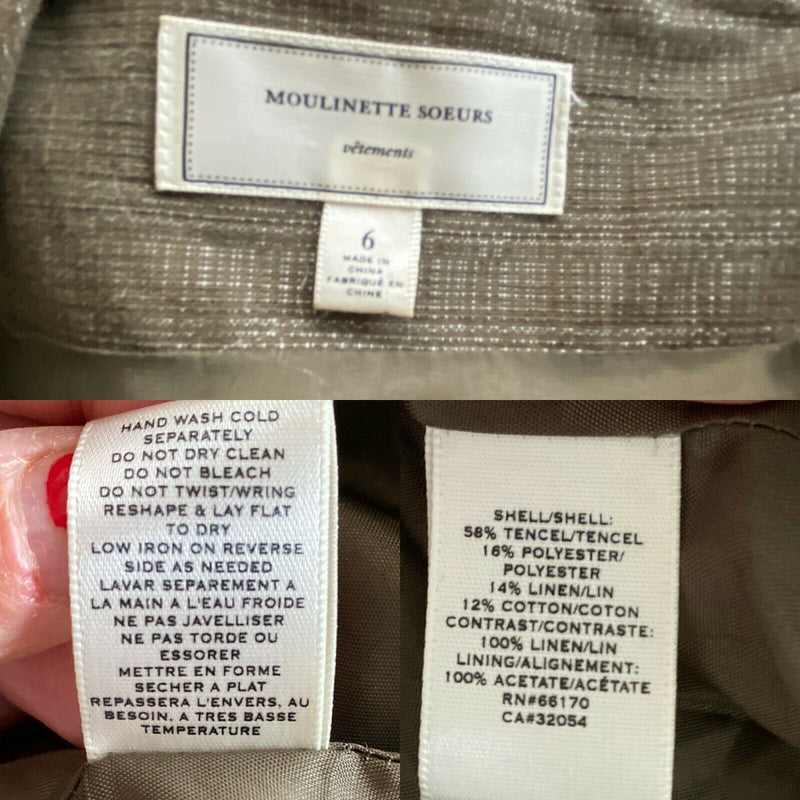 MOULINETTE SOEURS
vêtements
6
MADE IN
CHINA
FABRIQUÉ EN
CHINE
HAND WASH COLD
SEPARATELY
DO NOT DRY CLEAN
DO NOT BLEACH
DO NOT TWIST/WRING
RESHAPE & LAY FLAT
TO DRY
LOW IRON ON REVERSE
SIDE AS NEEDED
LAVAR SEPAREMENT A
LA MAIN A L'EAU FROIDE
NE PAS JAVELLISER
NE PAS TORDE OU
ESSORER
METTRE EN FORME
SECHER A PLAT
REPASSERA L'ENVERS, AU
BESOIN, A TRES BASSE
TEMPERATURE
SHELL/SHELL:
58% TENCEL/TENCEL
16% POLYESTER/
POLYESTER
14% LINEN/LIN
12% COTTON/COTON
CONTRAST/CONTRASTE:
100% LINEN/LIN
LINING/ALIGNEMENT:
100% ACETATE/ACÉTATE
RN#66170
CA#32054